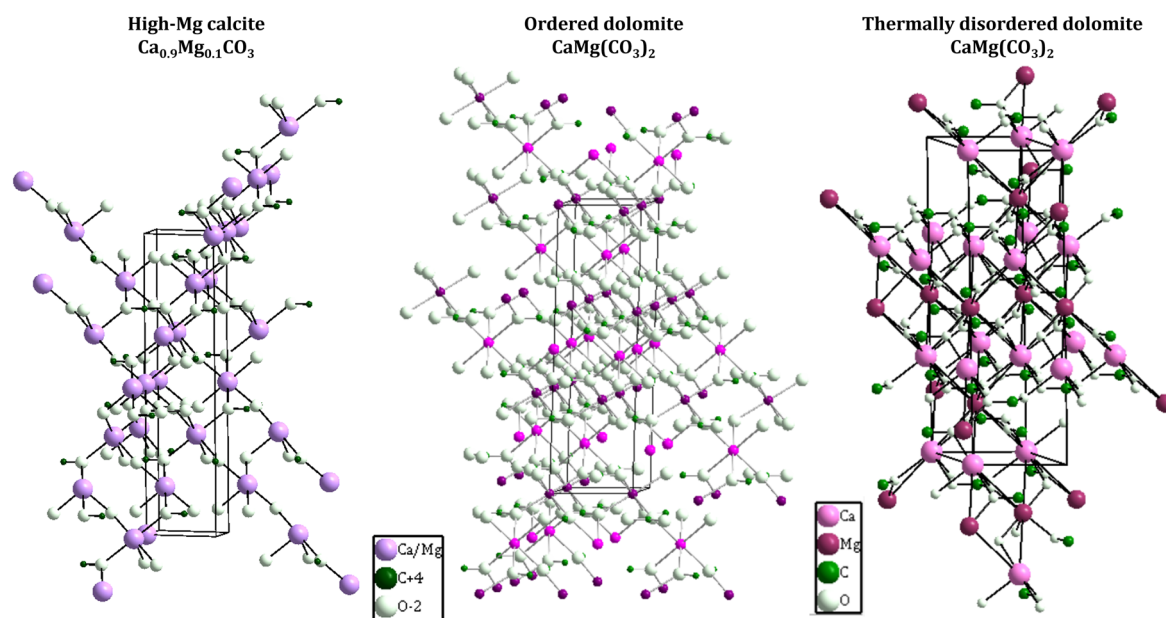 High-Mg calcite
Ca0.9Mg0.1CO3
Ordered dolomite
CaMg(CO3)2
Thermally disordered dolomite
CaMg(CO3)2
Ca/Mg
C+4
O-2
Ca
Mg
C
O